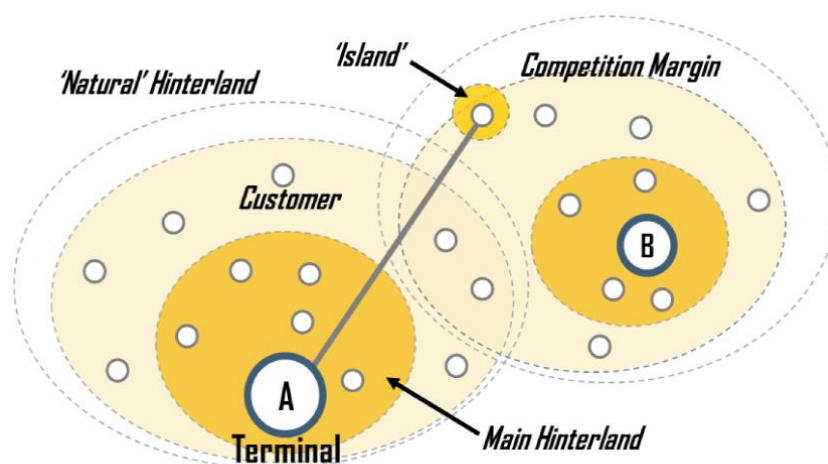 'Island'
Competition Margin
'Natural' Hinterland
Customer
B
A
Terminal
Main Hinterland